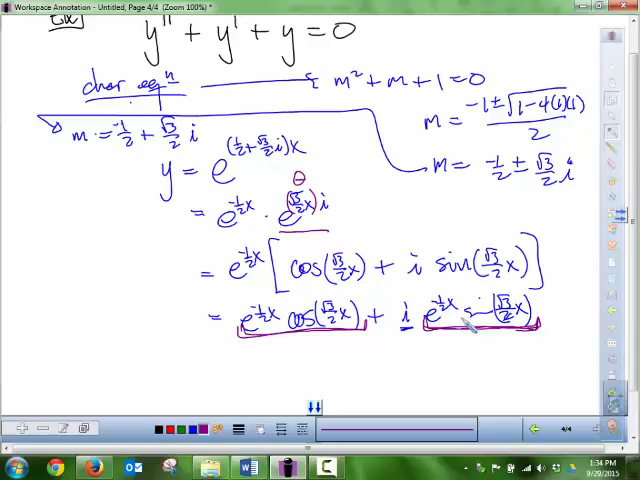 Workspace Annotation - Untitled, Page 4/4 (Zoom 100%) *
Ex)
y'' + y' + y = 0
char eqⁿ
m² + m + 1 = 0
m = (-1 ± √(1-4(1)(1)))/2
m = -1/2 + √3/2 i
m = -1/2 ± √3/2 i
y = e^((1/2 + √3/2 i)x)
θ
= e^(-1/2 x) · e^((√3/2 x)i)
= e^(-1/2 x) [cos(√3/2 x) + i sin(√3/2 x)]
= e^(-1/2 x) cos(√3/2 x) + i e^(-1/2 x) sin(√3/2 x)
4/4
1:34 PM
9/29/2015